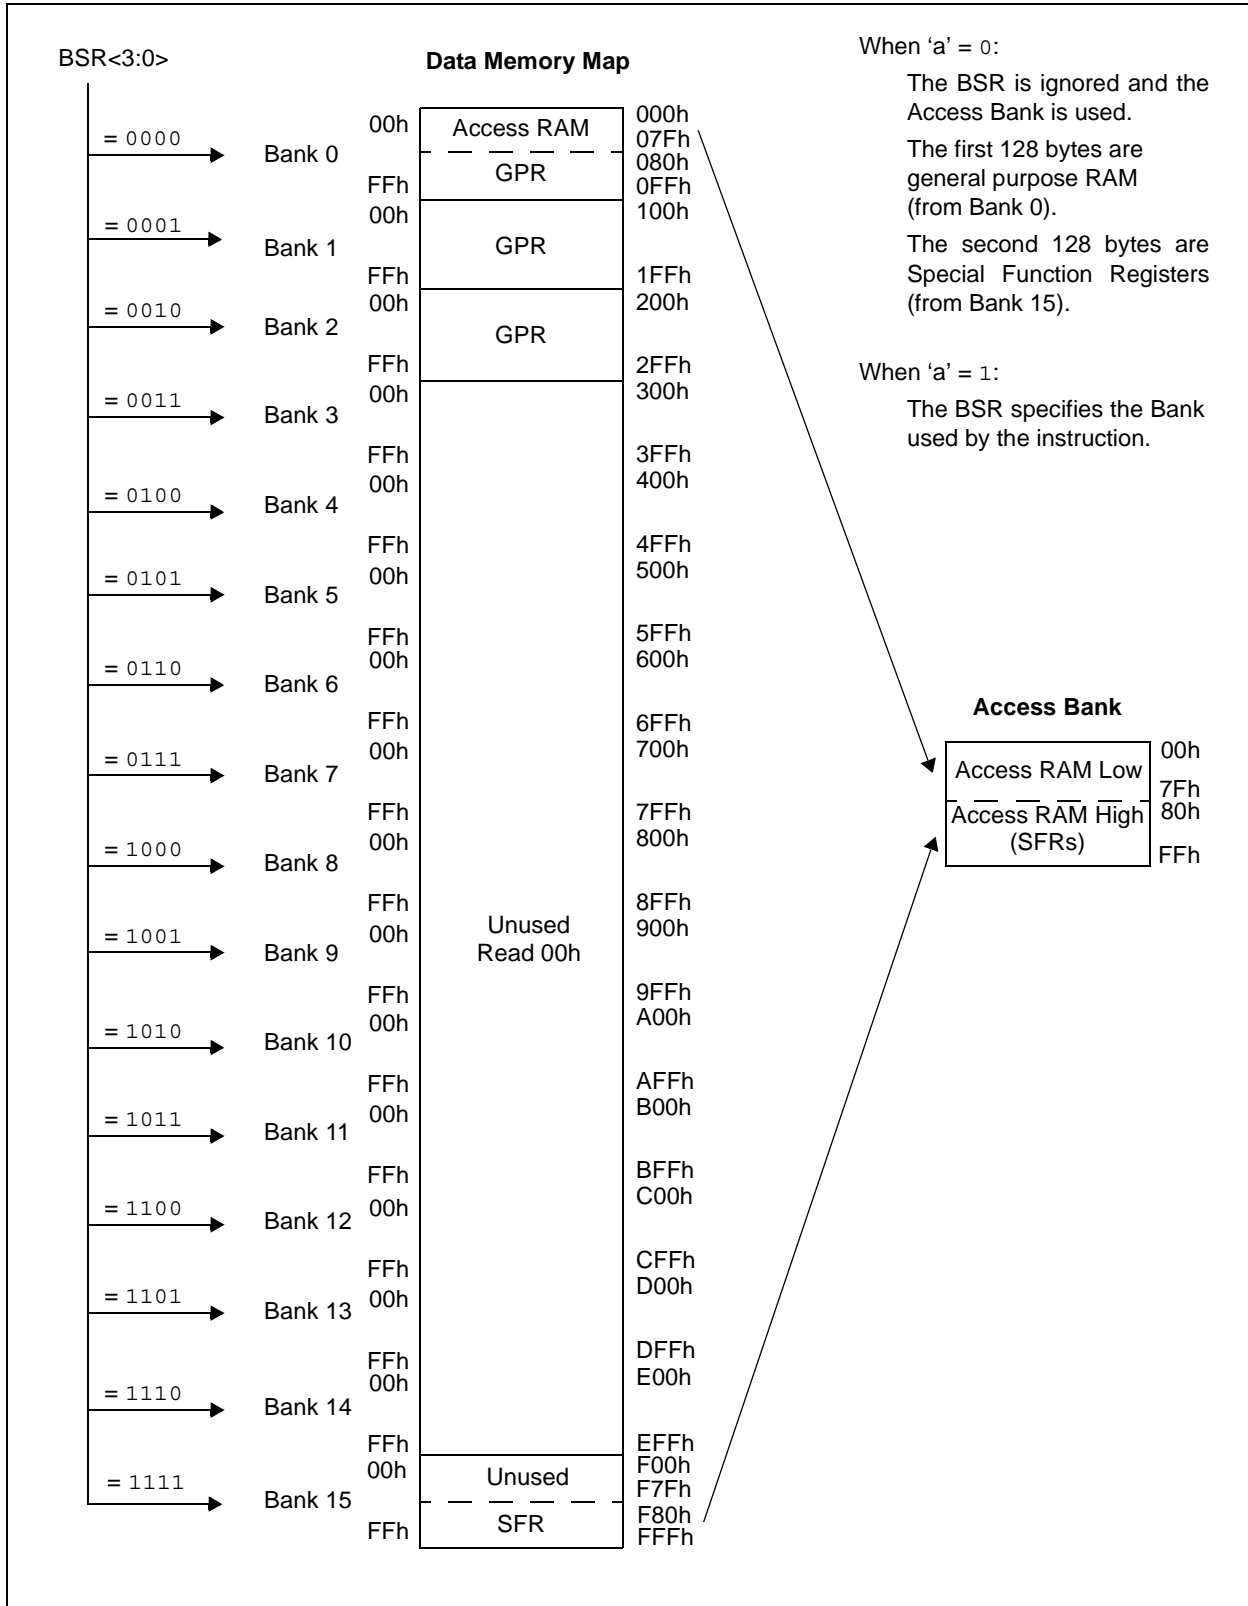 BSR<3:0>
Data Memory Map
= 0000
Bank 0
00h
FFh
Access RAM
GPR
000h
07Fh
080h
0FFh
= 0001
Bank 1
00h
FFh
GPR
100h
1FFh
= 0010
Bank 2
00h
FFh
GPR
200h
2FFh
= 0011
Bank 3
00h
FFh
300h
3FFh
= 0100
Bank 4
00h
FFh
400h
4FFh
= 0101
Bank 5
00h
FFh
500h
5FFh
= 0110
Bank 6
00h
FFh
600h
6FFh
= 0111
Bank 7
00h
FFh
700h
7FFh
= 1000
Bank 8
00h
FFh
800h
8FFh
= 1001
Bank 9
00h
FFh
Unused
Read 00h
900h
9FFh
= 1010
Bank 10
00h
FFh
A00h
AFFh
= 1011
Bank 11
00h
FFh
B00h
BFFh
= 1100
Bank 12
00h
FFh
C00h
CFFh
= 1101
Bank 13
00h
FFh
D00h
DFFh
= 1110
Bank 14
00h
FFh
E00h
EFFh
= 1111
Bank 15
00h
FFh
Unused
SFR
F00h
F7Fh
F80h
FFFh
When ‘a’ = 0:
The BSR is ignored and the
Access Bank is used.
The first 128 bytes are
general purpose RAM
(from Bank 0).
The second 128 bytes are
Special Function Registers
(from Bank 15).
When ‘a’ = 1:
The BSR specifies the Bank
used by the instruction.
Access Bank
Access RAM Low
Access RAM High
(SFRs)
00h
7Fh
80h
FFh